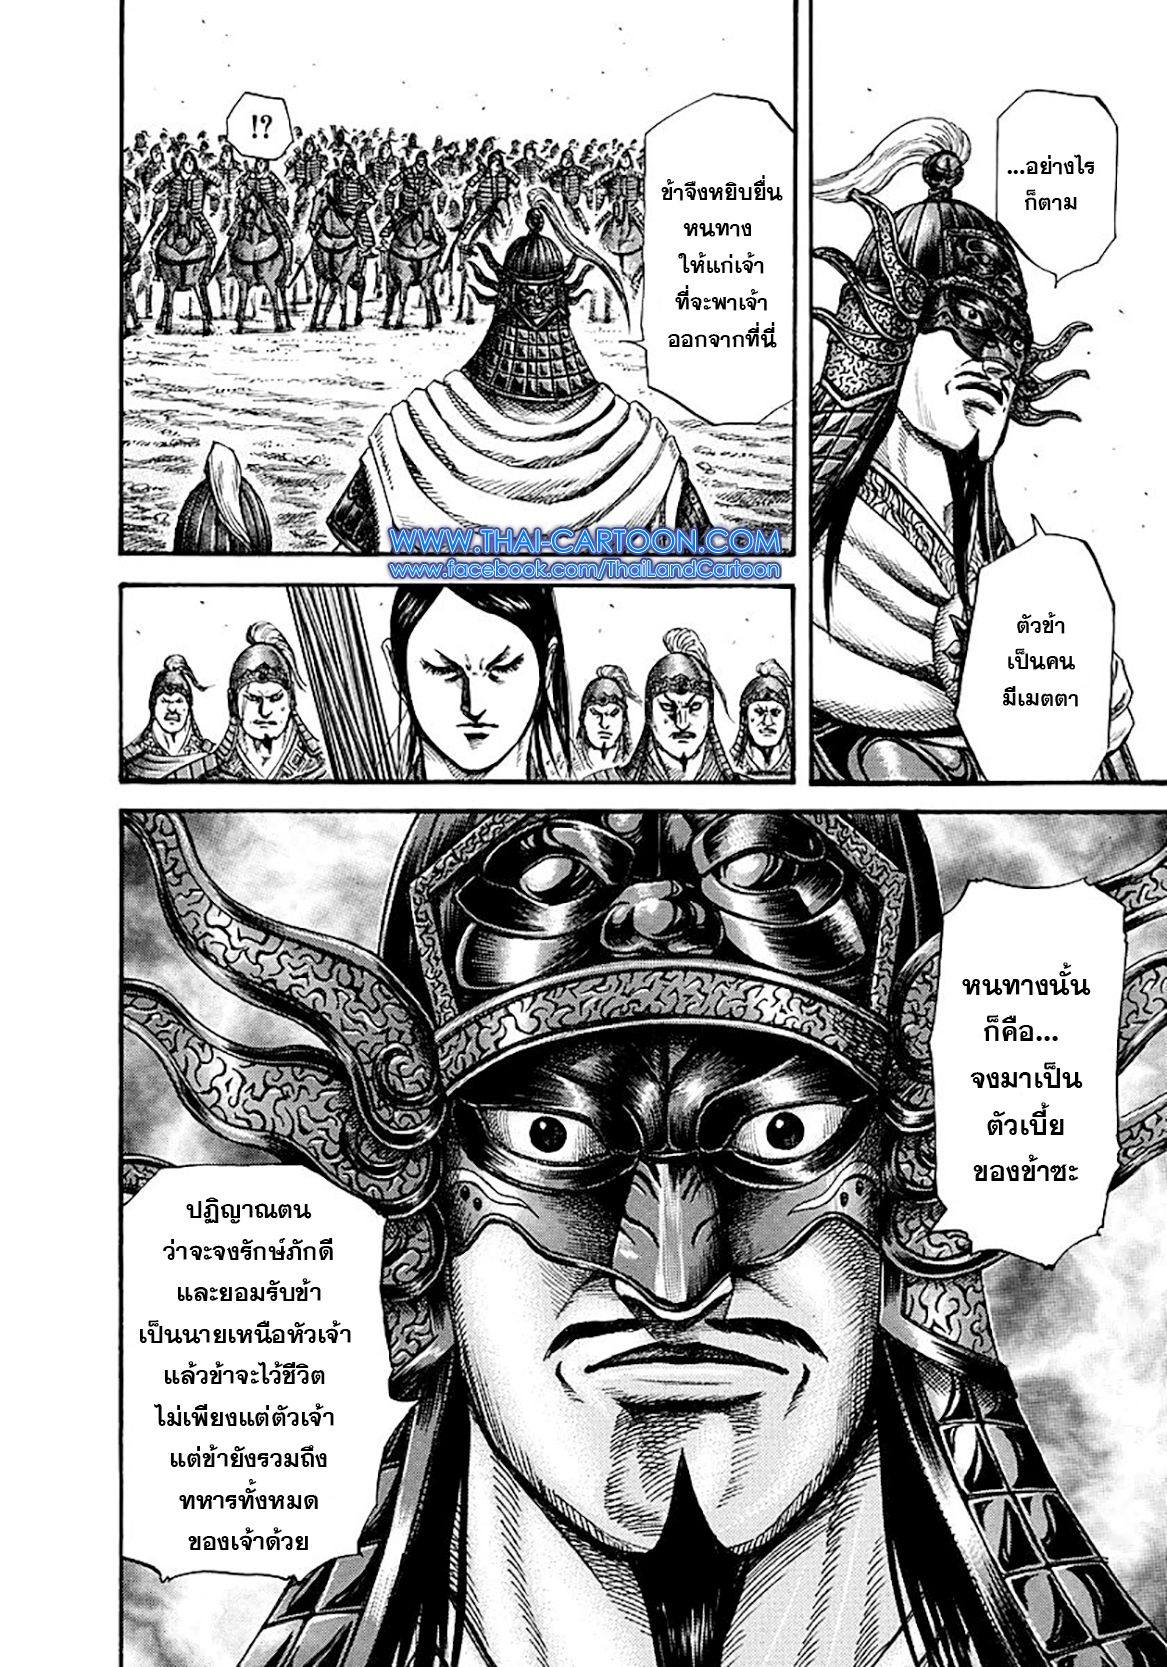 ...อย่างไร
ก็ตาม
ตัวข้า
เป็นคน
มีเมตตา
ข้าจึงหยิบยื่น
หนทาง
ให้แก่เจ้า
ที่จะพาเจ้า
ออกจากที่นี่
!?
WWW.THAI-CARTOON.COM
www.facebook.com/ThaiLandCartoon
หนทางนั้น
ก็คือ...
จงมาเป็น
ตัวเบี้ย
ของข้าซะ
ปฏิญาณตน
ว่าจะจงรักษ์ภักดี
และยอมรับข้า
เป็นนายเหนือหัวเจ้า
แล้วข้าจะไว้ชีวิต
ไม่เพียงแต่ตัวเจ้า
แต่ข้ายังรวมถึง
ทหารทั้งหมด
ของเจ้าด้วย